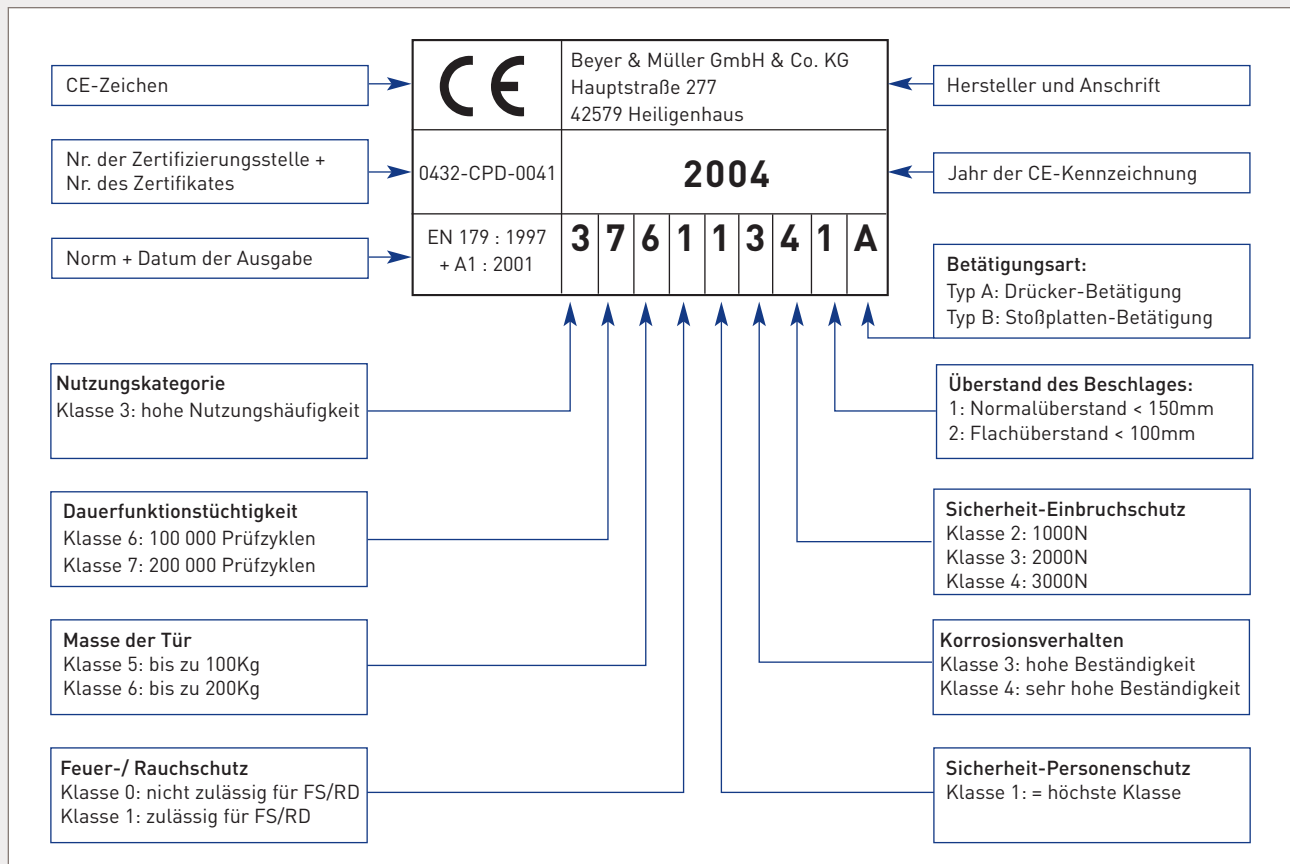 CE-Zeichen
Nr. der Zertifizierungsstelle +
Nr. des Zertifikates
Norm + Datum der Ausgabe
CE
Beyer & Müller GmbH & Co. KG
Hauptstraße 277
42579 Heiligenhaus
0432-CPD-0041
2004
EN 179 : 1997
+ A1 : 2001
3 7 6 1 1 3 4 1 A
Hersteller und Anschrift
Jahr der CE-Kennzeichnung
Betätigungsart:
Typ A: Drücker-Betätigung
Typ B: Stoßplatten-Betätigung
Nutzungskategorie
Klasse 3: hohe Nutzungshäufigkeit
Überstand des Beschlages:
1: Normalüberstand < 150mm
2: Flachüberstand < 100mm
Dauerfunktionstüchtigkeit
Klasse 6: 100 000 Prüfzyklen
Klasse 7: 200 000 Prüfzyklen
Sicherheit-Einbruchschutz
Klasse 2: 1000N
Klasse 3: 2000N
Klasse 4: 3000N
Masse der Tür
Klasse 5: bis zu 100Kg
Klasse 6: bis zu 200Kg
Korrosionsverhalten
Klasse 3: hohe Beständigkeit
Klasse 4: sehr hohe Beständigkeit
Feuer-/ Rauchschutz
Klasse 0: nicht zulässig für FS/RD
Klasse 1: zulässig für FS/RD
Sicherheit-Personenschutz
Klasse 1: = höchste Klasse